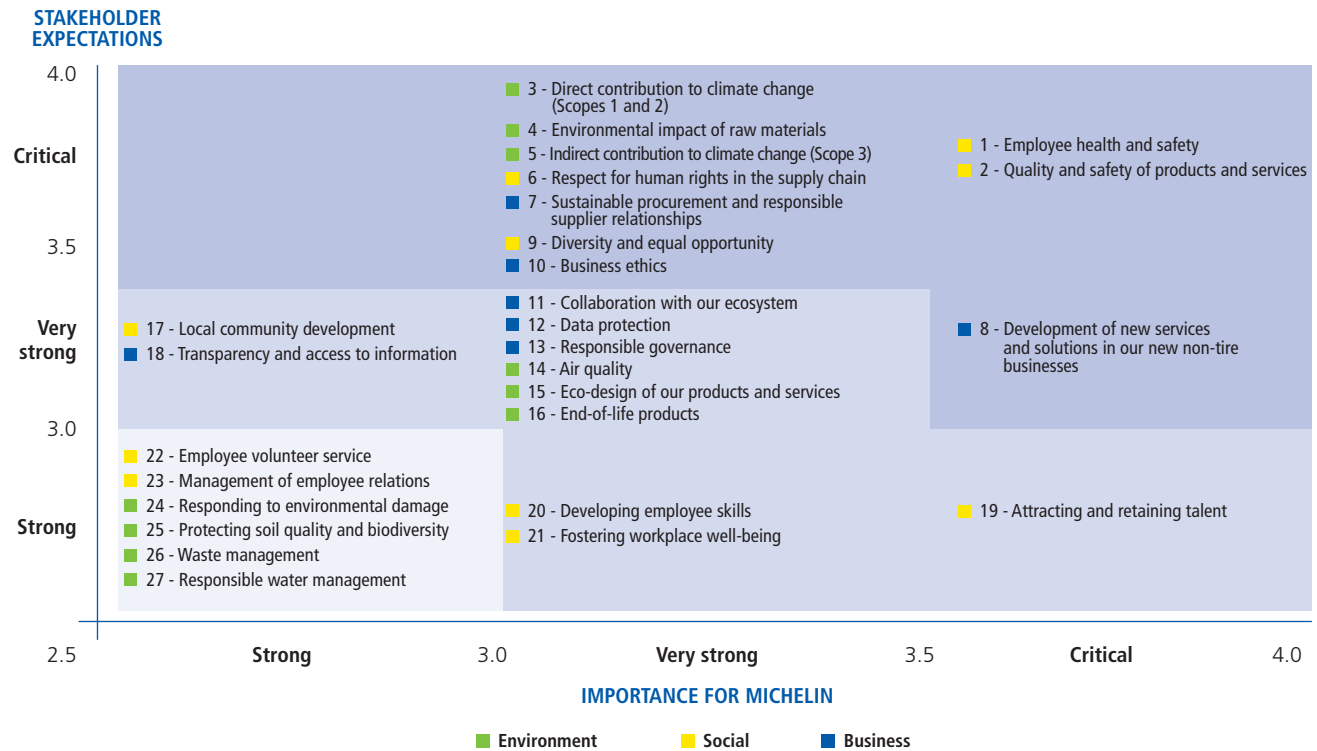 STAKEHOLDER
EXPECTATIONS
4.0
Critical
3.5
Very
strong
3.0
Strong
3 - Direct contribution to climate change
(Scopes 1 and 2)
4 - Environmental impact of raw materials
5 - Indirect contribution to climate change (Scope 3)
6 - Respect for human rights in the supply chain
7 - Sustainable procurement and responsible
supplier relationships
9 - Diversity and equal opportunity
10 - Business ethics
1 - Employee health and safety
2 - Quality and safety of products and services
17 - Local community development
18 - Transparency and access to information
11 - Collaboration with our ecosystem
12 - Data protection
13 - Responsible governance
14 - Air quality
15 - Eco-design of our products and services
16 - End-of-life products
8 - Development of new services
and solutions in our new non-tire
businesses
22 - Employee volunteer service
23 - Management of employee relations
24 - Responding to environmental damage
25 - Protecting soil quality and biodiversity
26 - Waste management
27 - Responsible water management
20 - Developing employee skills
21 - Fostering workplace well-being
19 - Attracting and retaining talent
2.5 Strong 3.0 Very strong 3.5 Critical 4.0
IMPORTANCE FOR MICHELIN
Environment Social Business